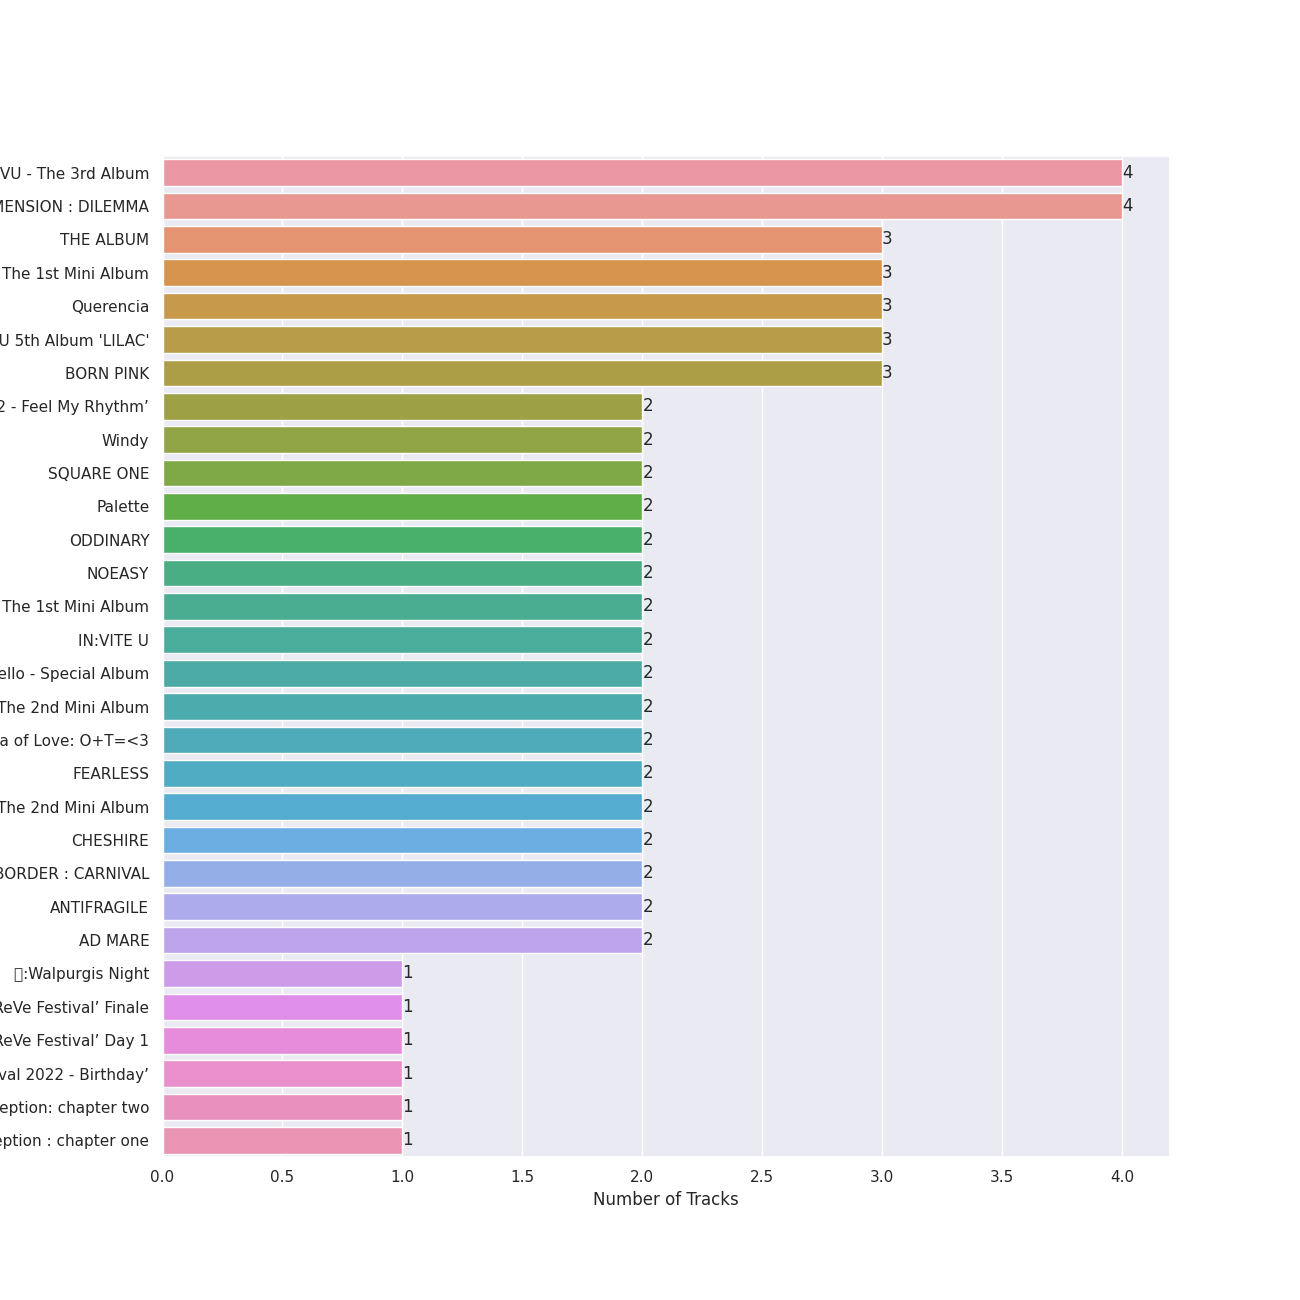 VU - The 3rd Album 4
MENSION : DILEMMA 4
THE ALBUM 3
The 1st Mini Album 3
Querencia 3
U 5th Album 'LILAC' 3
BORN PINK 3
2 - Feel My Rhythm’ 2
Windy 2
SQUARE ONE 2
Palette 2
ODDINARY 2
NOEASY 2
The 1st Mini Album 2
IN:VITE U 2
ello - Special Album 2
The 2nd Mini Album 2
a of Love: O+T=<3 2
FEARLESS 2
The 2nd Mini Album 2
CHESHIRE 2
BORDER : CARNIVAL 2
ANTIFRAGILE 2
AD MARE 2
:Walpurgis Night 1
ReVe Festival’ Finale 1
ReVe Festival’ Day 1 1
val 2022 - Birthday’ 1
eption: chapter two 1
eption : chapter one 1
0.0 0.5 1.0 1.5 2.0 2.5 3.0 3.5 4.0
Number of Tracks